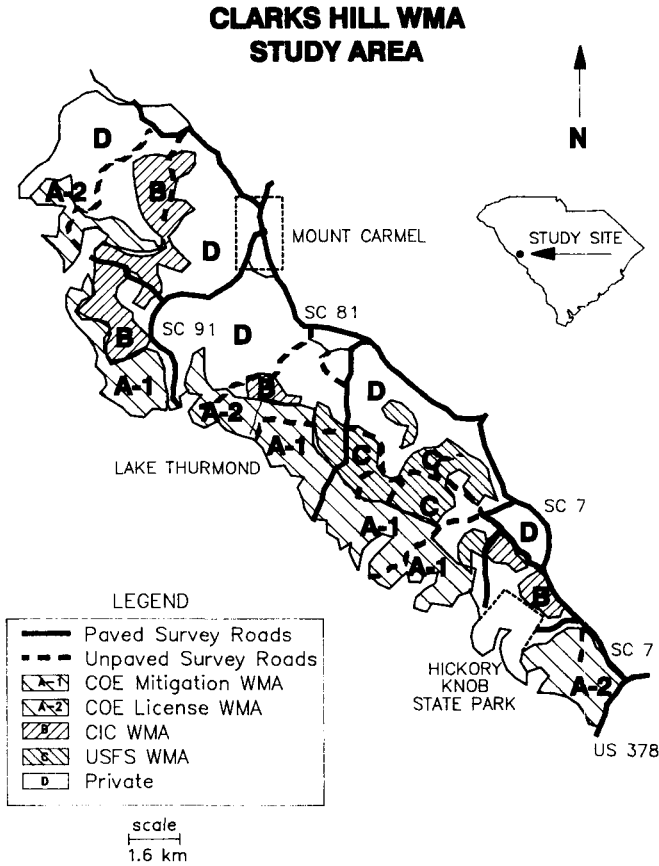 CLARKS HILL WMA
STUDY AREA
N
D
A-2
B
D
MOUNT CARMEL
STUDY SITE
SC 81
SC 91
D
B
A-1
B
D
A-2
A-1
C
C
C
LAKE THURMOND
A-1
SC 7
D
A-1
B
SC 7
A-2
HICKORY
KNOB
STATE PARK
US 378
LEGEND
Paved Survey Roads
Unpaved Survey Roads
A-1 COE Mitigation WMA
A-2 COE License WMA
B CIC WMA
C USFS WMA
D Private
scale
1.6 km